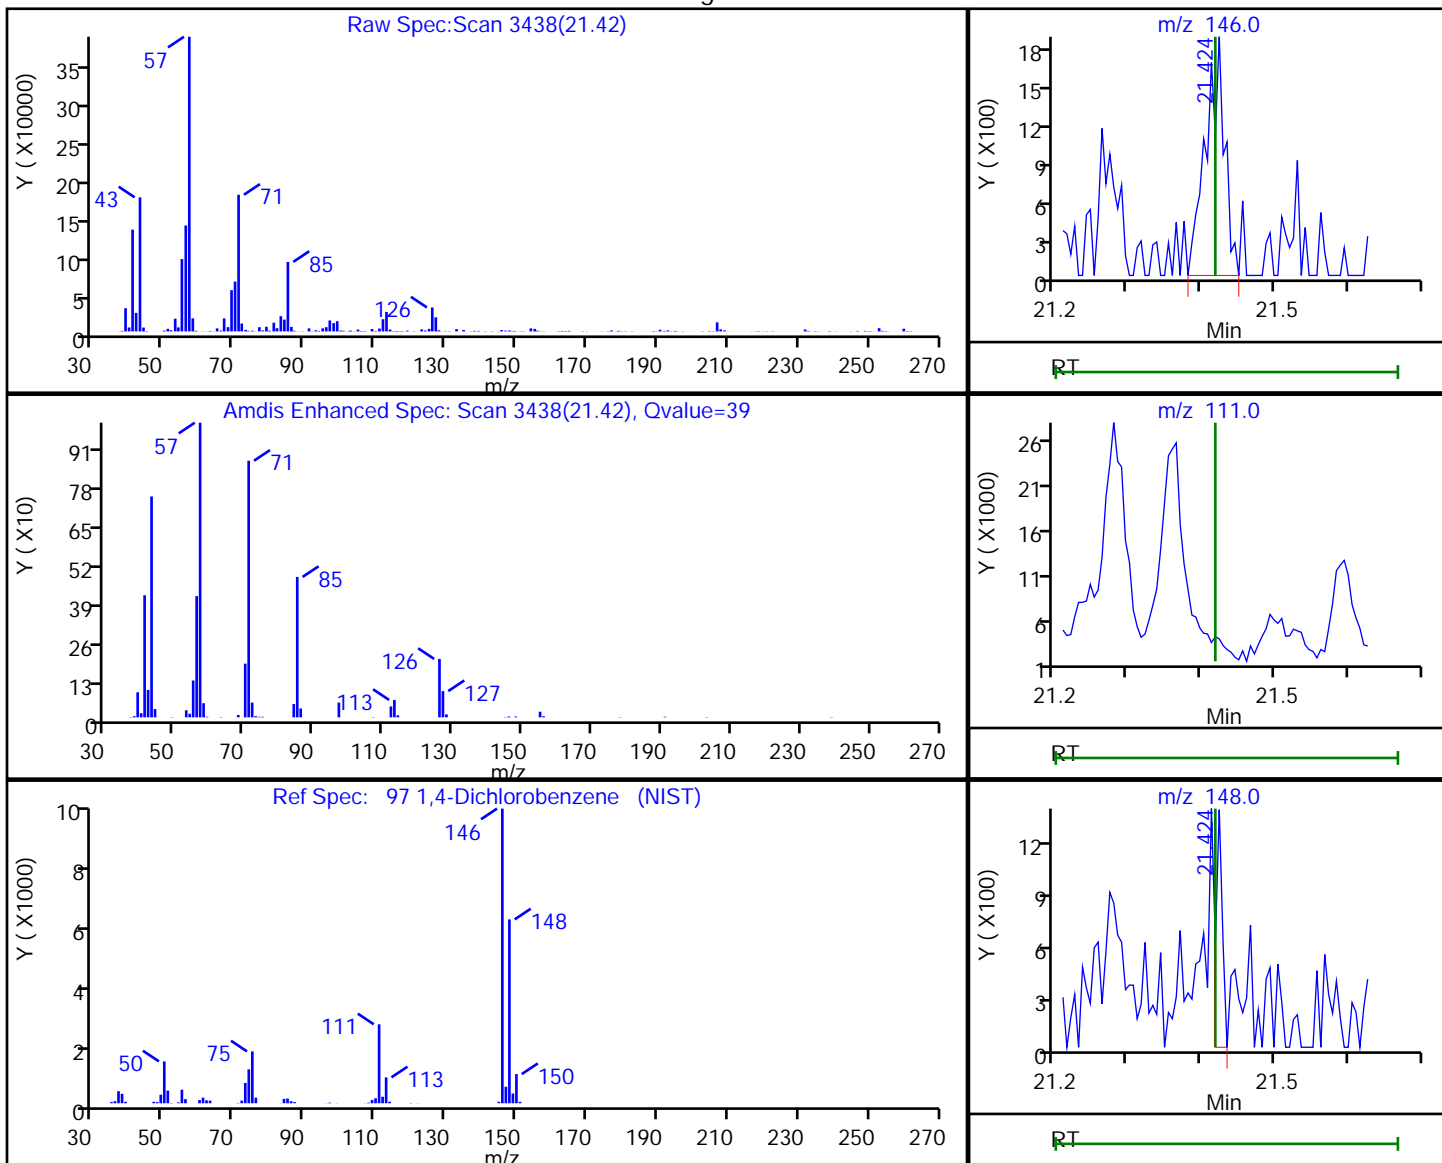 Raw Spec:Scan 3438(21.42)
Y ( X10000)
35
30
25
20
15
10
5
0
57
43
71
85
126
30 50 70 90 110 130 150 170 190 210 230 250 270
m/z
m/z 146.0
Y ( X100)
18
15
12
9
6
3
0
21.424
21.2 21.5
Min
RT
Amdis Enhanced Spec: Scan 3438(21.42), Qvalue=39
Y ( X10)
91
78
65
52
39
26
13
0
57
71
85
126
113
127
30 50 70 90 110 130 150 170 190 210 230 250 270
m/z
m/z 111.0
Y ( X1000)
26
21
16
11
6
1
21.2 21.5
Min
RT
Ref Spec: 97 1,4-Dichlorobenzene (NIST)
Y ( X1000)
10
8
6
4
2
0
146
148
111
50
75
113
150
30 50 70 90 110 130 150 170 190 210 230 250 270
m/z
m/z 148.0
Y ( X100)
12
9
6
3
0
21.424
21.2 21.5
Min
RT